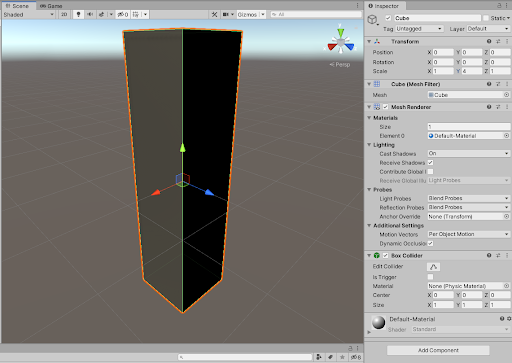 Scene
Game
Shaded
2D
0
Gizmos
All
y
x
z
Persp
6
Inspector
Cube
Static
Tag Untagged
Layer Default
Transform
Position X 0 Y 0 Z 0
Rotation X 0 Y 0 Z 0
Scale X 1 Y 4 Z 1
Cube (Mesh Filter)
Mesh Cube
Mesh Renderer
Materials
Size 1
Element 0 Default-Material
Lighting
Cast Shadows On
Receive Shadows
Contribute Global I
Receive Global Illu Light Probes
Probes
Light Probes Blend Probes
Reflection Probes Blend Probes
Anchor Override None (Transform)
Additional Settings
Motion Vectors Per Object Motion
Dynamic Occlusio
Box Collider
Edit Collider
Is Trigger
Material None (Physic Material)
Center X 0 Y 0 Z 0
Size X 1 Y 1 Z 1
Default-Material
Shader Standard
Add Component